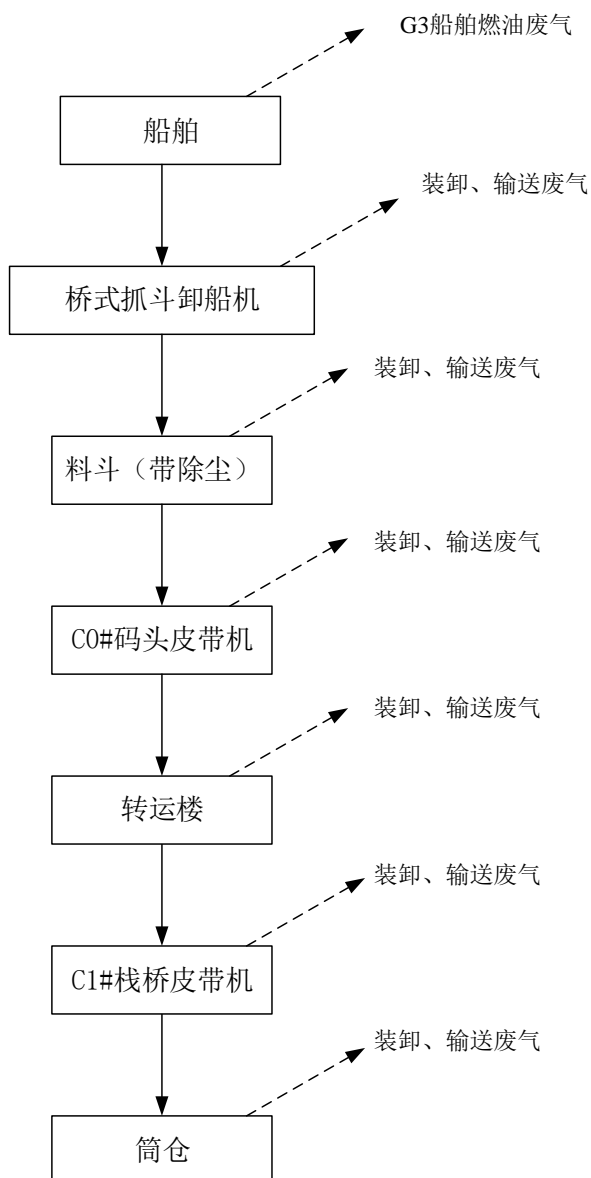 G3船舶燃油废气
船舶
装卸、输送废气
桥式抓斗卸船机
装卸、输送废气
料斗（带除尘）
装卸、输送废气
C0#码头皮带机
装卸、输送废气
转运楼
装卸、输送废气
C1#栈桥皮带机
装卸、输送废气
筒仓